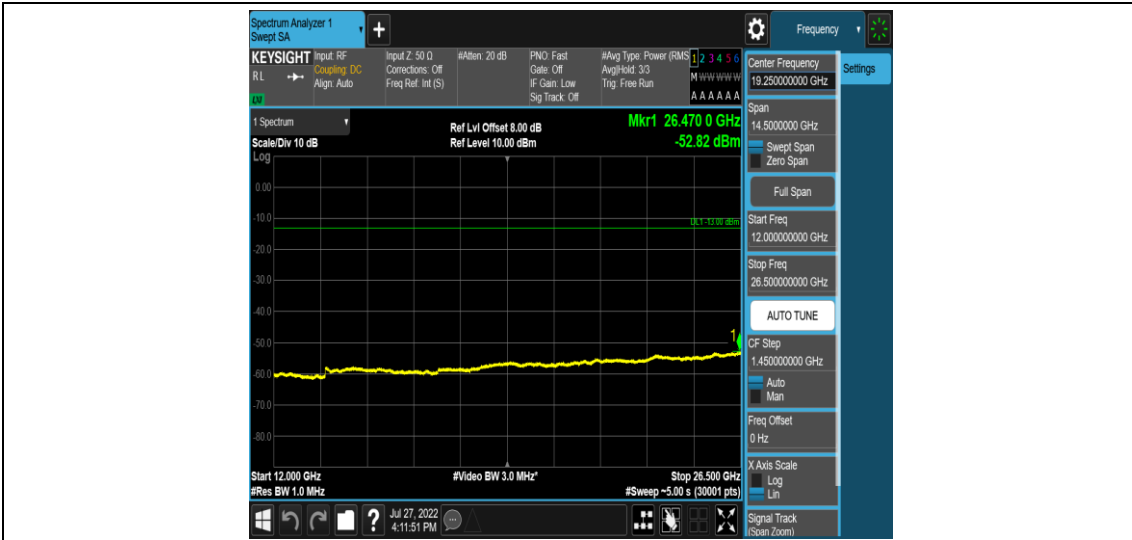 Spectrum Analyzer 1
Swept SA
+
Frequency
KEYSIGHT
RL
LXI
Input: RF
Coupling: DC
Align: Auto
Input Z: 50 Ω
Corrections: Off
Freq Ref: Int (S)
#Atten: 20 dB
PNO: Fast
Gate: Off
IF Gain: Low
Sig Track: Off
#Avg Type: Power (RMS
Avg|Hold: 3/3
Trig: Free Run
1 2 3 4 5 6
M W W W W W
A A A A A A
1 Spectrum
Scale/Div 10 dB
Log
Ref Lvl Offset 8.00 dB
Ref Level 10.00 dBm
Mkr1 26.470 0 GHz
-52.82 dBm
0.00
-10.0
DL1 -13.00 dBm
-20.0
-30.0
-40.0
1
-50.0
-60.0
-70.0
-80.0
Start 12.000 GHz
#Res BW 1.0 MHz
#Video BW 3.0 MHz*
Stop 26.500 GHz
#Sweep ~5.00 s (30001 pts)
?
Jul 27, 2022
4:11:51 PM
Center Frequency
19.250000000 GHz
Settings
Span
14.5000000 GHz
Swept Span
Zero Span
Full Span
Start Freq
12.000000000 GHz
Stop Freq
26.500000000 GHz
AUTO TUNE
CF Step
1.450000000 GHz
Auto
Man
Freq Offset
0 Hz
X Axis Scale
Log
Lin
Signal Track
(Span Zoom)